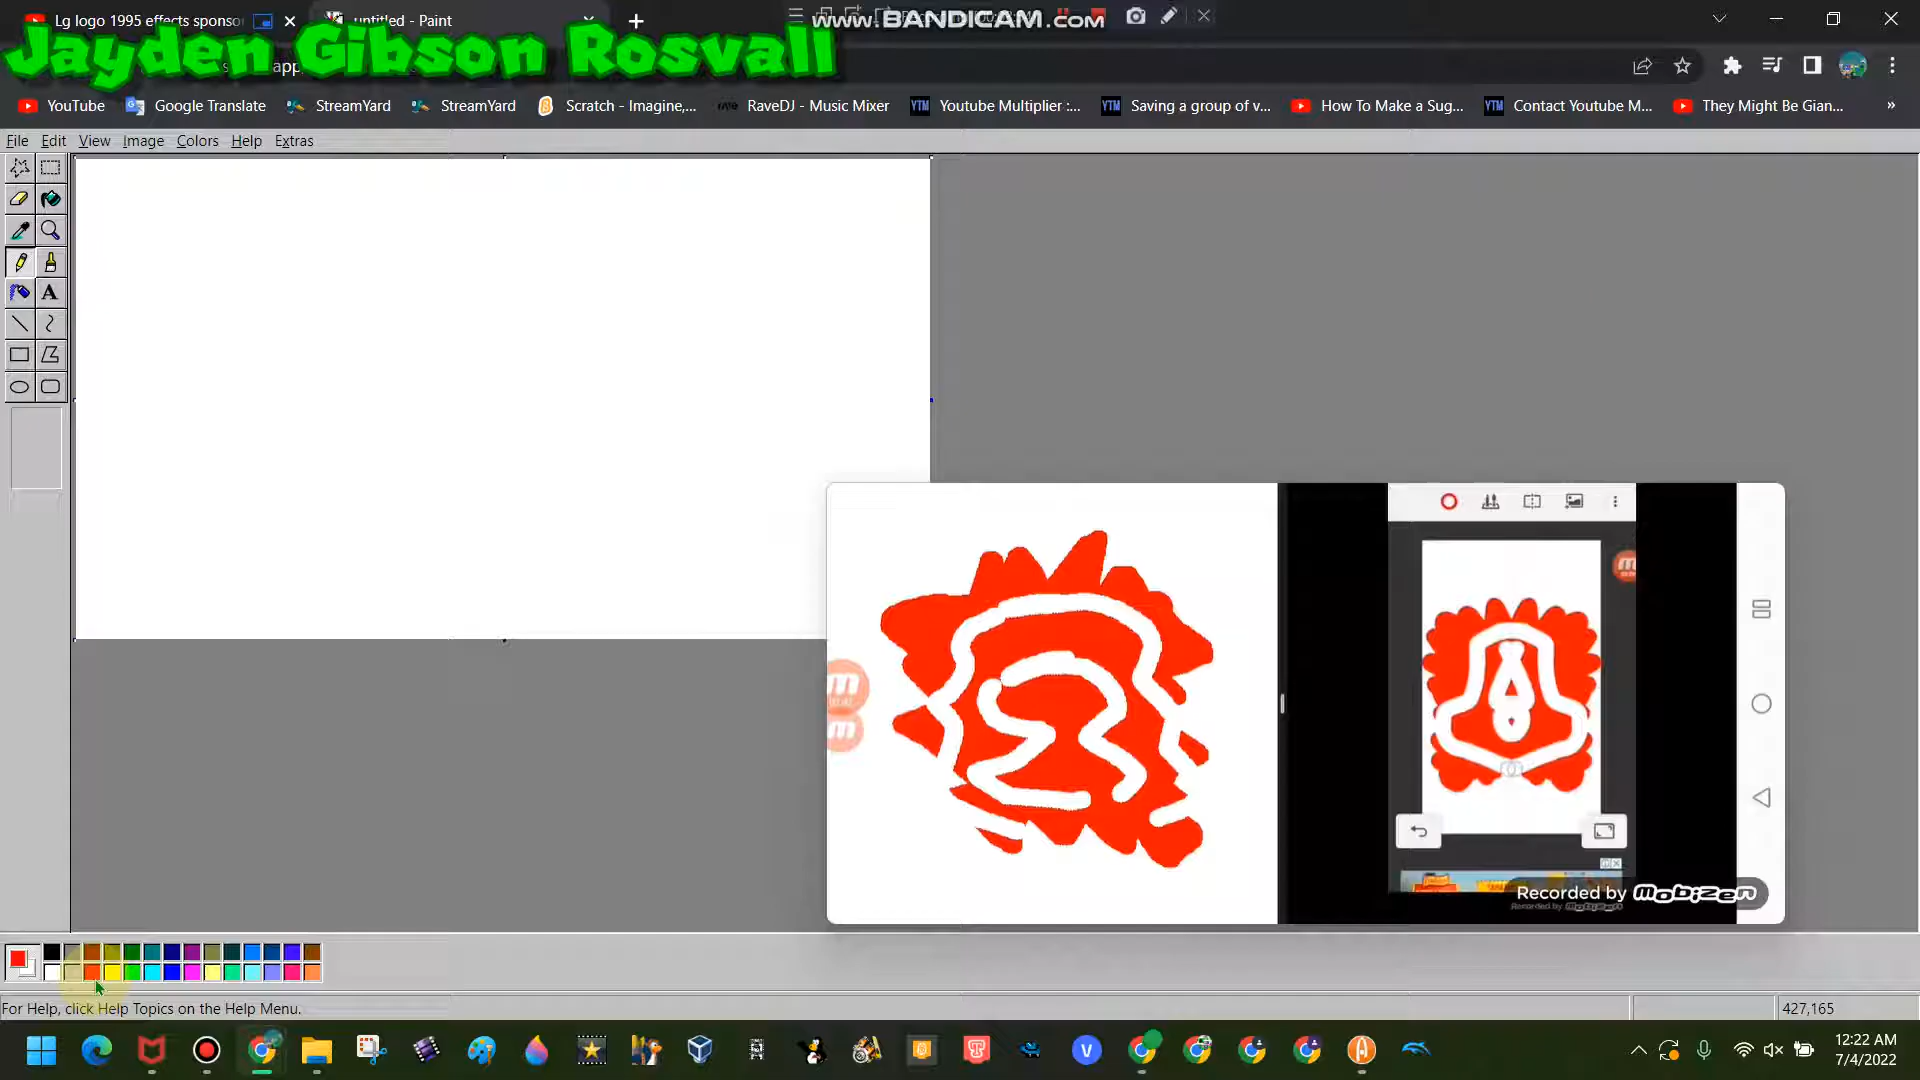 Lg logo 1995 effects sponso
untitled - Paint
www.BANDICAM.com
Jayden Gibson Rosvall
app
YouTube
Google Translate
StreamYard
StreamYard
Scratch - Imagine,...
RaveDJ - Music Mixer
Youtube Multiplier :...
Saving a group of v...
How To Make a Sug...
Contact Youtube M...
They Might Be Gian...
»
File Edit View Image Colors Help Extras
Recorded by mobizen
For Help, click Help Topics on the Help Menu.
427,165
12:22 AM
7/4/2022